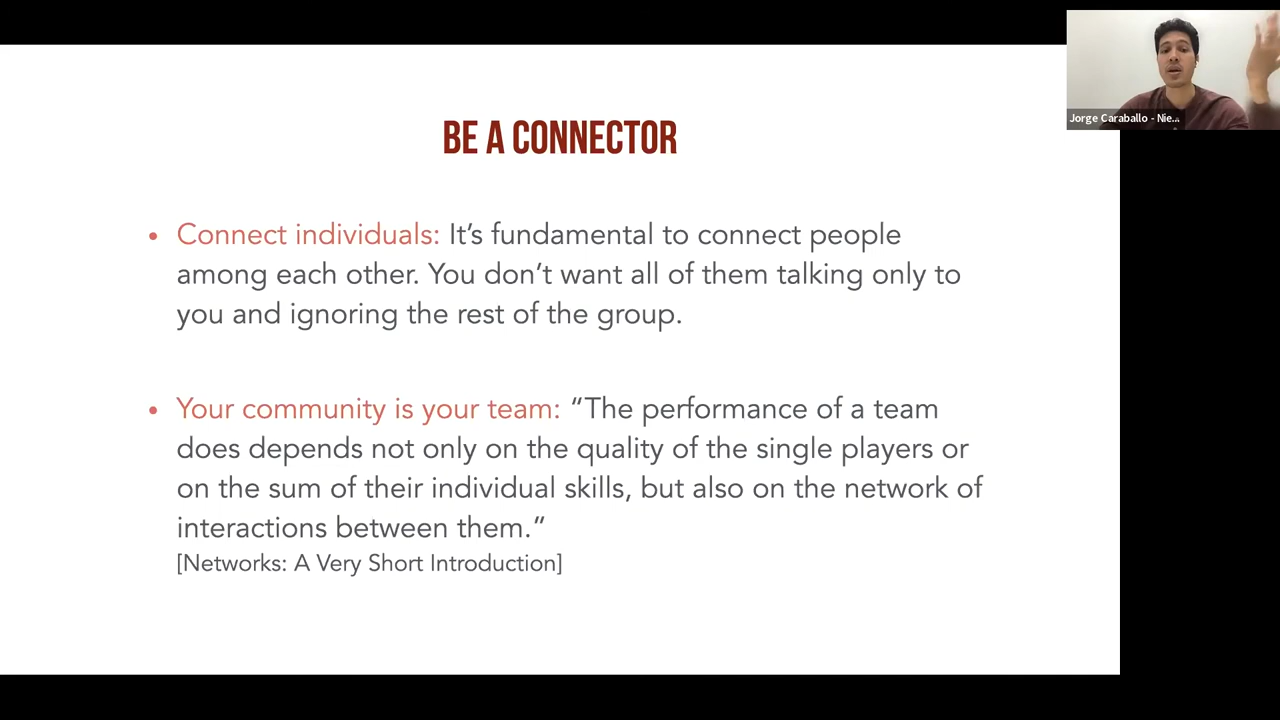 BE A CONNECTOR
• Connect individuals: It’s fundamental to connect people
among each other. You don’t want all of them talking only to
you and ignoring the rest of the group.
• Your community is your team: “The performance of a team
does depends not only on the quality of the single players or
on the sum of their individual skills, but also on the network of
interactions between them.”
[Networks: A Very Short Introduction]
Jorge Caraballo - Nie...